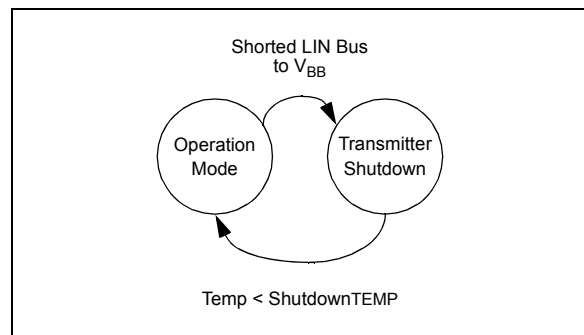 Shorted LIN Bus
to VBB
Operation
Mode
Transmitter
Shutdown
Temp < ShutdownTEMP